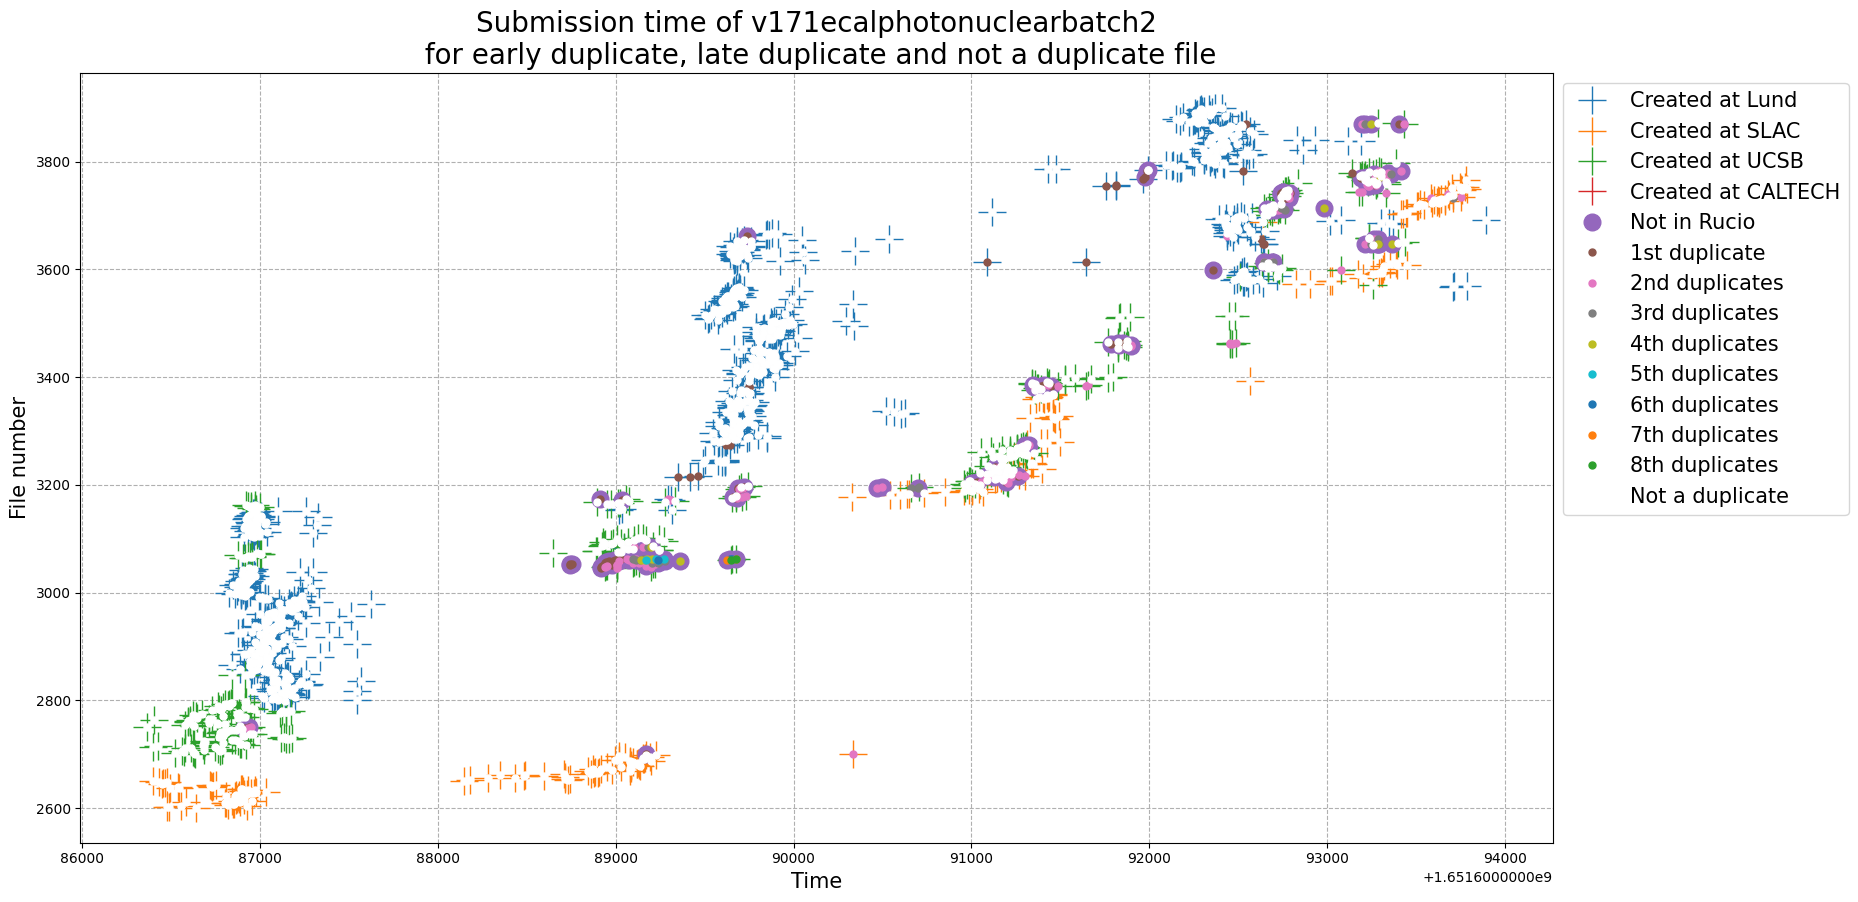 Submission time of v171ecalphotonuclearbatch2
for early duplicate, late duplicate and not a duplicate file
File number
3800
3600
3400
3200
3000
2800
2600
86000
87000
88000
89000
90000
91000
92000
93000
94000
Time
+1.6516000000e9
Created at Lund
Created at SLAC
Created at UCSB
Created at CALTECH
Not in Rucio
1st duplicate
2nd duplicates
3rd duplicates
4th duplicates
5th duplicates
6th duplicates
7th duplicates
8th duplicates
Not a duplicate